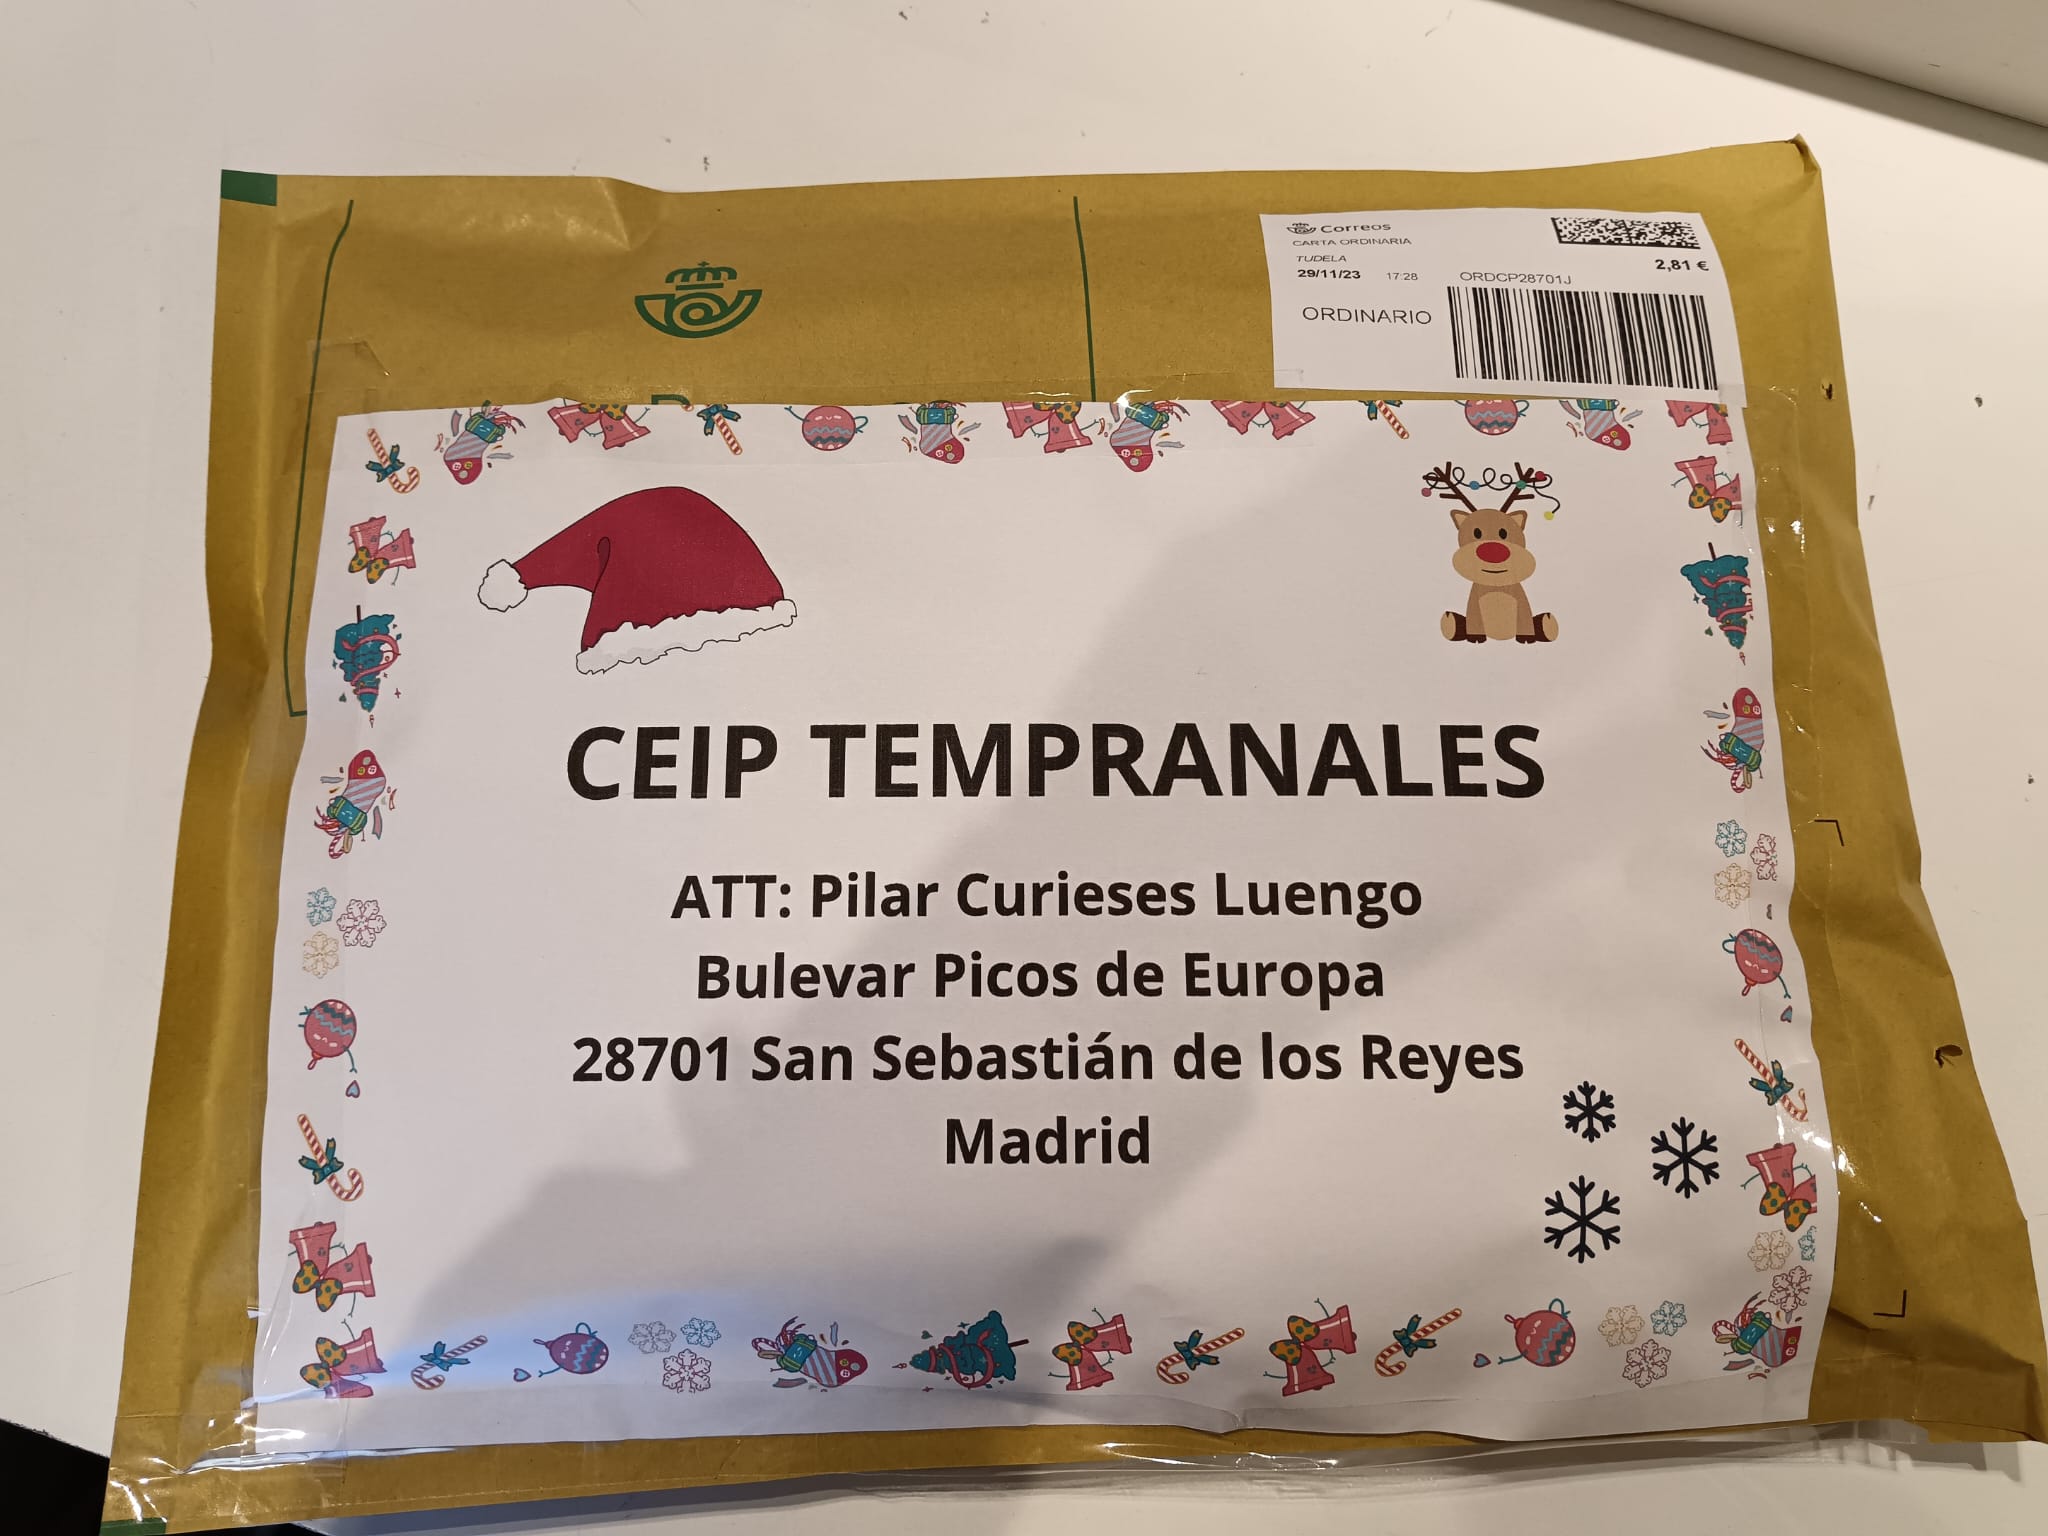 Correos
CARTA ORDINARIA
TUDELA
29/11/23 17:28
ORDCP28701J
2,81 €
ORDINARIO
CEIP TEMPRANALES
ATT: Pilar Curieses Luengo
Bulevar Picos de Europa
28701 San Sebastián de los Reyes
Madrid